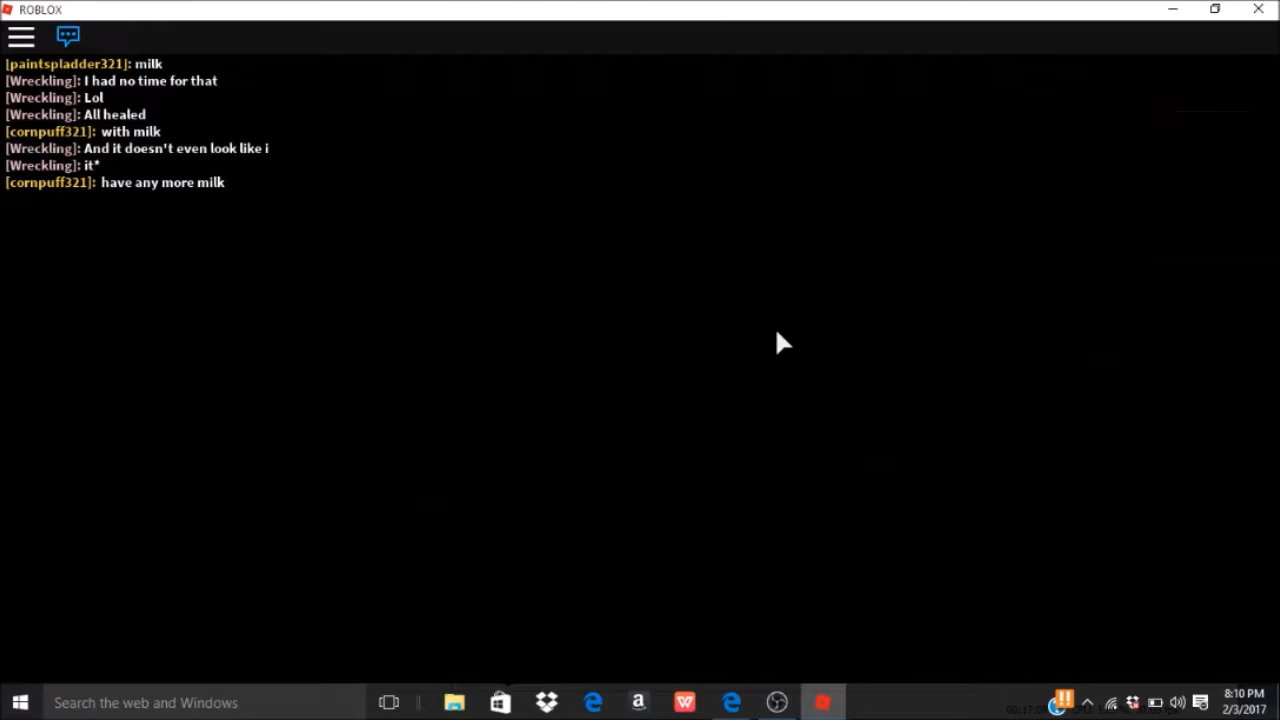 ROBLOX
[paintspladder321]: milk
[Wreckling]: I had no time for that
[Wreckling]: Lol
[Wreckling]: All healed
[cornpuff321]: with milk
[Wreckling]: And it doesn't even look like i
[Wreckling]: it*
[cornpuff321]: have any more milk
Search the web and Windows
8:10 PM
2/3/2017